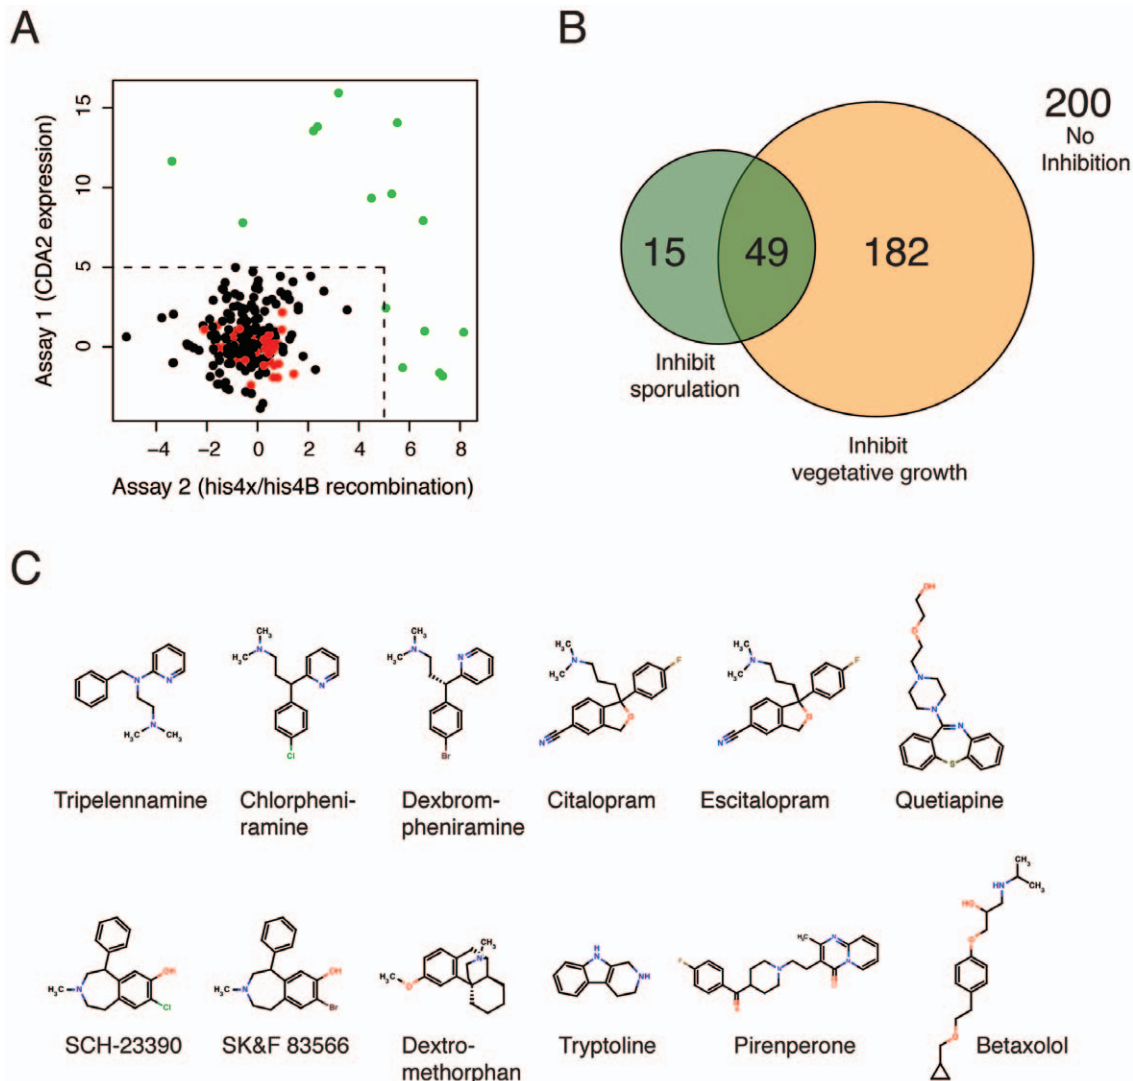 A
B
Assay 1 (CDA2 expression)
15
10
5
0
−4
−2
0
2
4
6
8
Assay 2 (his4x/his4B recombination)
200
No
Inhibition
15
49
182
Inhibit
sporulation
Inhibit
vegetative growth
C
Tripelennamine
Chlorpheni-
ramine
Dexbrom-
pheniramine
Citalopram
Escitalopram
Quetiapine
SCH-23390
SK&F 83566
Dextro-
methorphan
Tryptoline
Pirenperone
Betaxolol